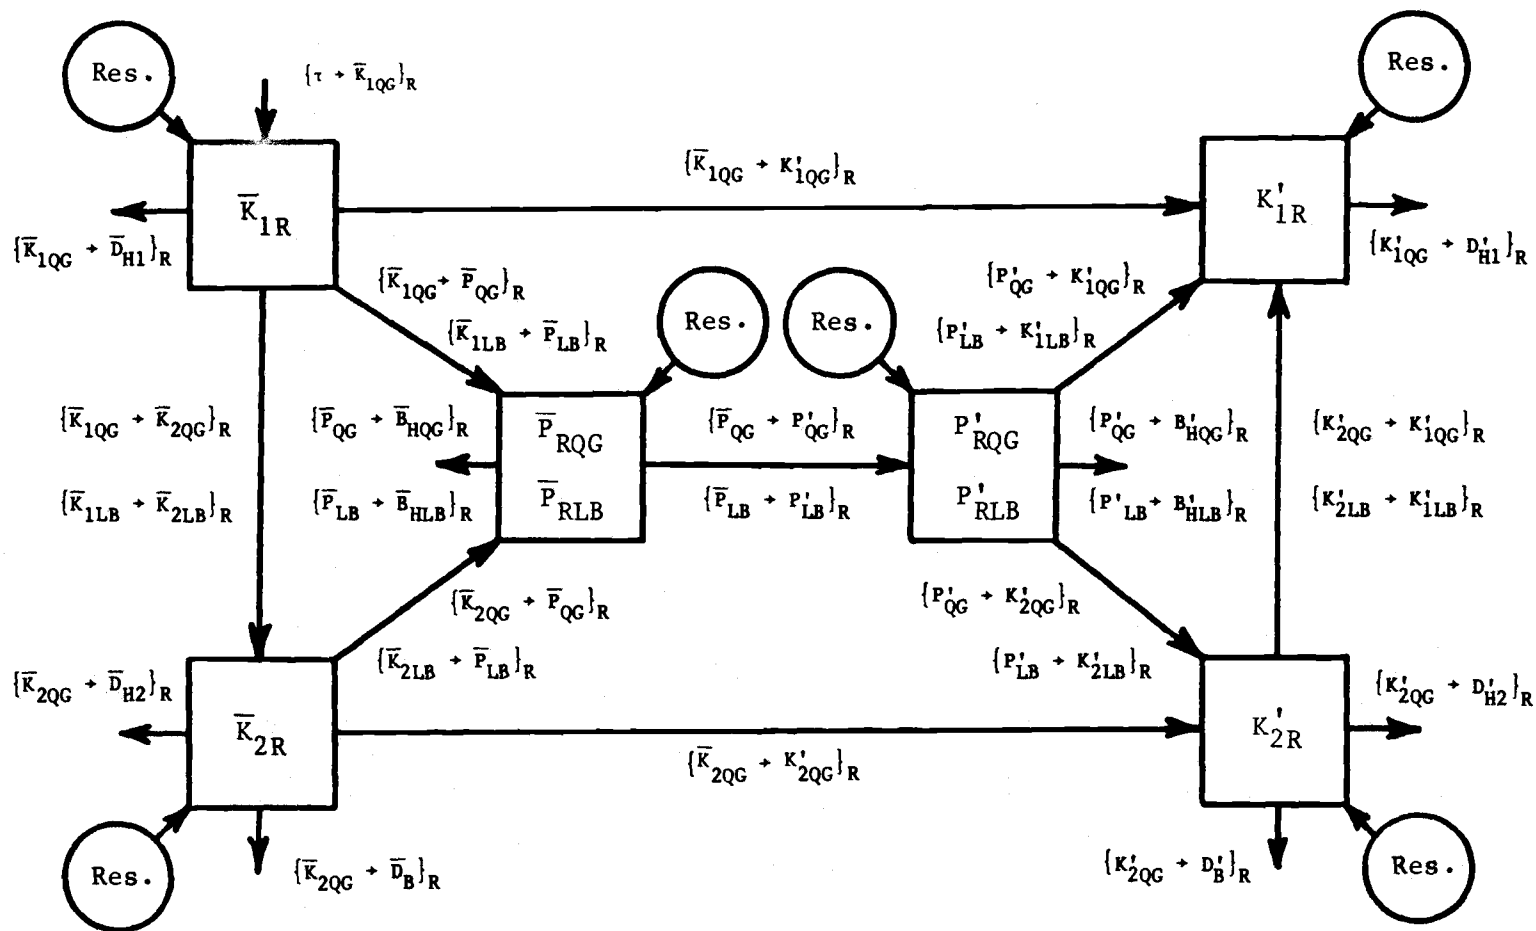 Res.
{τ → K̅₁QG}R
Res.
{K̅₁QG → K'₁QG}R
K̅₁R
K'₁R
{K̅₁QG → D̅H1}R
{K'₁QG → D'H1}R
{K̅₁QG → P̅QG}R
{P'QG → K'₁QG}R
Res.
Res.
{K̅₁LB → P̅LB}R
{P'LB → K'₁LB}R
{K̅₁QG → K̅₂QG}R
{P̅QG → B̅HQG}R
P̅RQG
{P̅QG → P'QG}R
P'RQG
{P'QG → B'HQG}R
{K'₂QG → K'₁QG}R
{K̅₁LB → K̅₂LB}R
{P̅LB → B̅HLB}R
P̅RLB
{P̅LB → P'LB}R
P'RLB
{P'LB → B'HLB}R
{K'₂LB → K'₁LB}R
{K̅₂QG → P̅QG}R
{P'QG → K'₂QG}R
{K̅₂LB → P̅LB}R
{P'LB → K'₂LB}R
{K̅₂QG → D̅H2}R
{K'₂QG → D'H2}R
K̅₂R
K'₂R
{K̅₂QG → K'₂QG}R
Res.
{K̅₂QG → D̅B}R
{K'₂QG → D'B}R
Res.